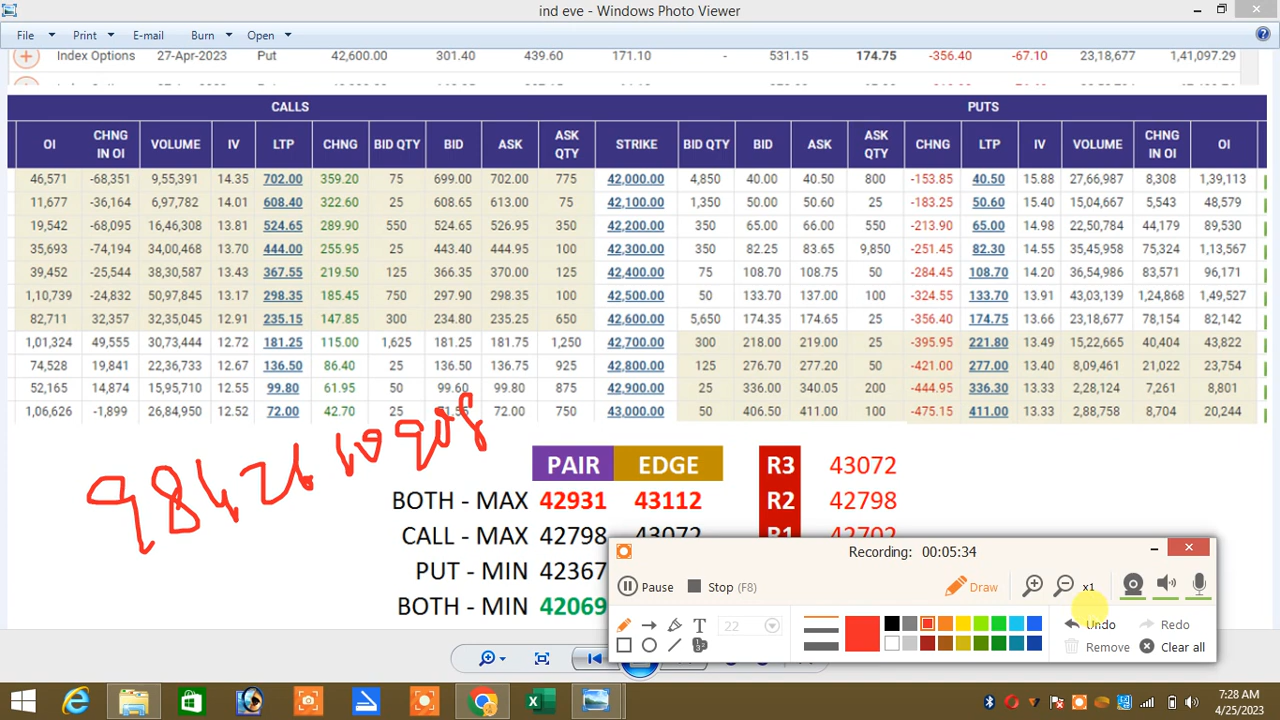 ind eve - Windows Photo Viewer
File Print E-mail Burn Open
Index Options 27-Apr-2023 Put 42,600.00 301.40 439.60 171.10 - 531.15 174.75 -356.40 -67.10 23,18,677 1,41,097.29
CALLS PUTS
OI CHNG IN OI VOLUME IV LTP CHNG BID QTY BID ASK ASK QTY STRIKE BID QTY BID ASK ASK QTY CHNG LTP IV VOLUME CHNG IN OI OI
46,571 -68,351 9,55,391 14.35 702.00 359.20 75 699.00 702.00 775 42,000.00 4,850 40.00 40.50 800 -153.85 40.50 15.88 27,66,987 8,308 1,39,113
11,677 -36,164 6,97,782 14.01 608.40 322.60 25 608.65 613.00 75 42,100.00 1,350 50.00 50.60 25 -183.25 50.60 15.40 15,04,667 5,543 48,579
19,542 -68,095 16,46,308 13.81 524.65 289.90 550 524.65 526.95 350 42,200.00 350 65.00 66.00 550 -213.90 65.00 14.98 22,50,784 44,179 89,530
35,693 -74,194 34,00,468 13.70 444.00 255.95 25 443.40 444.95 100 42,300.00 350 82.25 83.65 9,850 -251.45 82.30 14.55 35,45,958 75,324 1,13,567
39,452 -25,544 38,30,587 13.43 367.55 219.50 125 366.35 370.00 125 42,400.00 75 108.70 108.75 50 -284.45 108.70 14.20 36,54,986 83,571 96,171
1,10,739 -24,832 50,97,845 13.17 298.35 185.45 750 297.90 298.35 100 42,500.00 50 133.70 137.00 100 -324.55 133.70 13.91 43,03,139 1,24,868 1,49,527
82,711 32,357 32,35,045 12.91 235.15 147.85 300 234.80 235.25 650 42,600.00 5,650 174.35 174.65 25 -356.40 174.75 13.66 23,18,677 78,154 82,142
1,01,324 49,555 30,73,444 12.72 181.25 115.00 1,625 181.25 181.75 1,250 42,700.00 300 218.00 219.00 25 -395.95 221.80 13.49 15,22,665 40,404 43,822
74,528 19,841 22,36,733 12.67 136.50 86.40 25 136.50 136.75 925 42,800.00 125 276.70 277.20 50 -421.00 277.00 13.40 8,09,461 21,022 23,754
52,165 14,874 15,95,710 12.55 99.80 61.95 50 99.60 99.80 875 42,900.00 25 336.00 340.05 200 -444.95 336.30 13.33 2,28,124 7,261 8,801
1,06,626 -1,899 26,84,950 12.52 72.00 42.70 25 72.00 750 43,000.00 50 406.50 411.00 100 -475.15 411.00 13.33 2,88,758 8,704 20,244
PAIR EDGE R3 43072
BOTH - MAX 42931 43112 R2 42798
CALL - MAX 42798 43072 R1 42702
PUT - MIN 42367
BOTH - MIN 42069
Recording: 00:05:34
Pause Stop (F8) Draw x1
T 22 Undo Redo
Remove Clear all
7:28 AM
4/25/2023